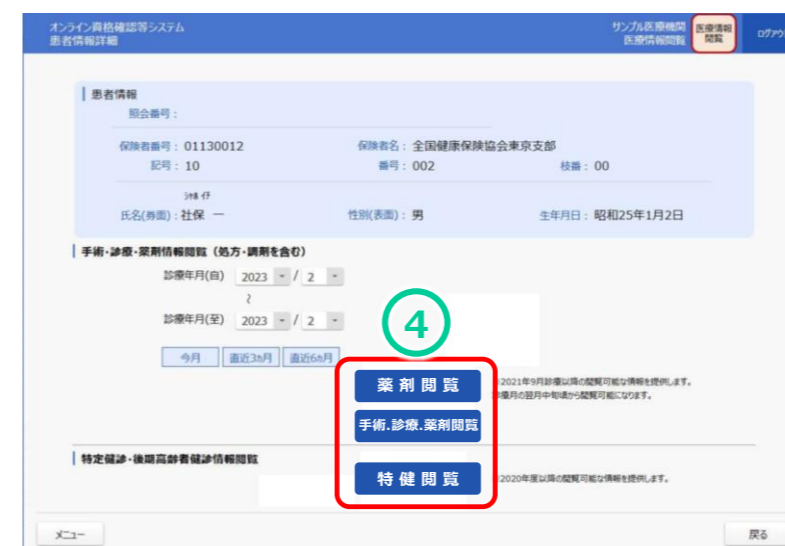 オンライン資格確認等システム
患者情報詳細
サンプル医療機関
医療情報閲覧
医療情報
閲覧
ログアウ
患者情報
照会番号：
保険者番号：01130012 保険者名：全国健康保険協会東京支部
記号：10 番号：002 枝番：00
シャホ イチ
氏名(券面)：社保 一 性別(表面)：男 生年月日：昭和25年1月2日
手術・診療・薬剤情報閲覧（処方・調剤を含む）
診療年月(自) 2023 / 2
～
診療年月(至) 2023 / 2
④
今月 直近3カ月 直近6カ月
薬剤閲覧
2021年9月診療以降の閲覧可能な情報を提供します。
診療月の翌月中旬頃から閲覧可能になります。
手術.診療.薬剤閲覧
特定健診・後期高齢者健診情報閲覧
特健閲覧
2020年度以降の閲覧可能な情報を提供します。
メニュー 戻る